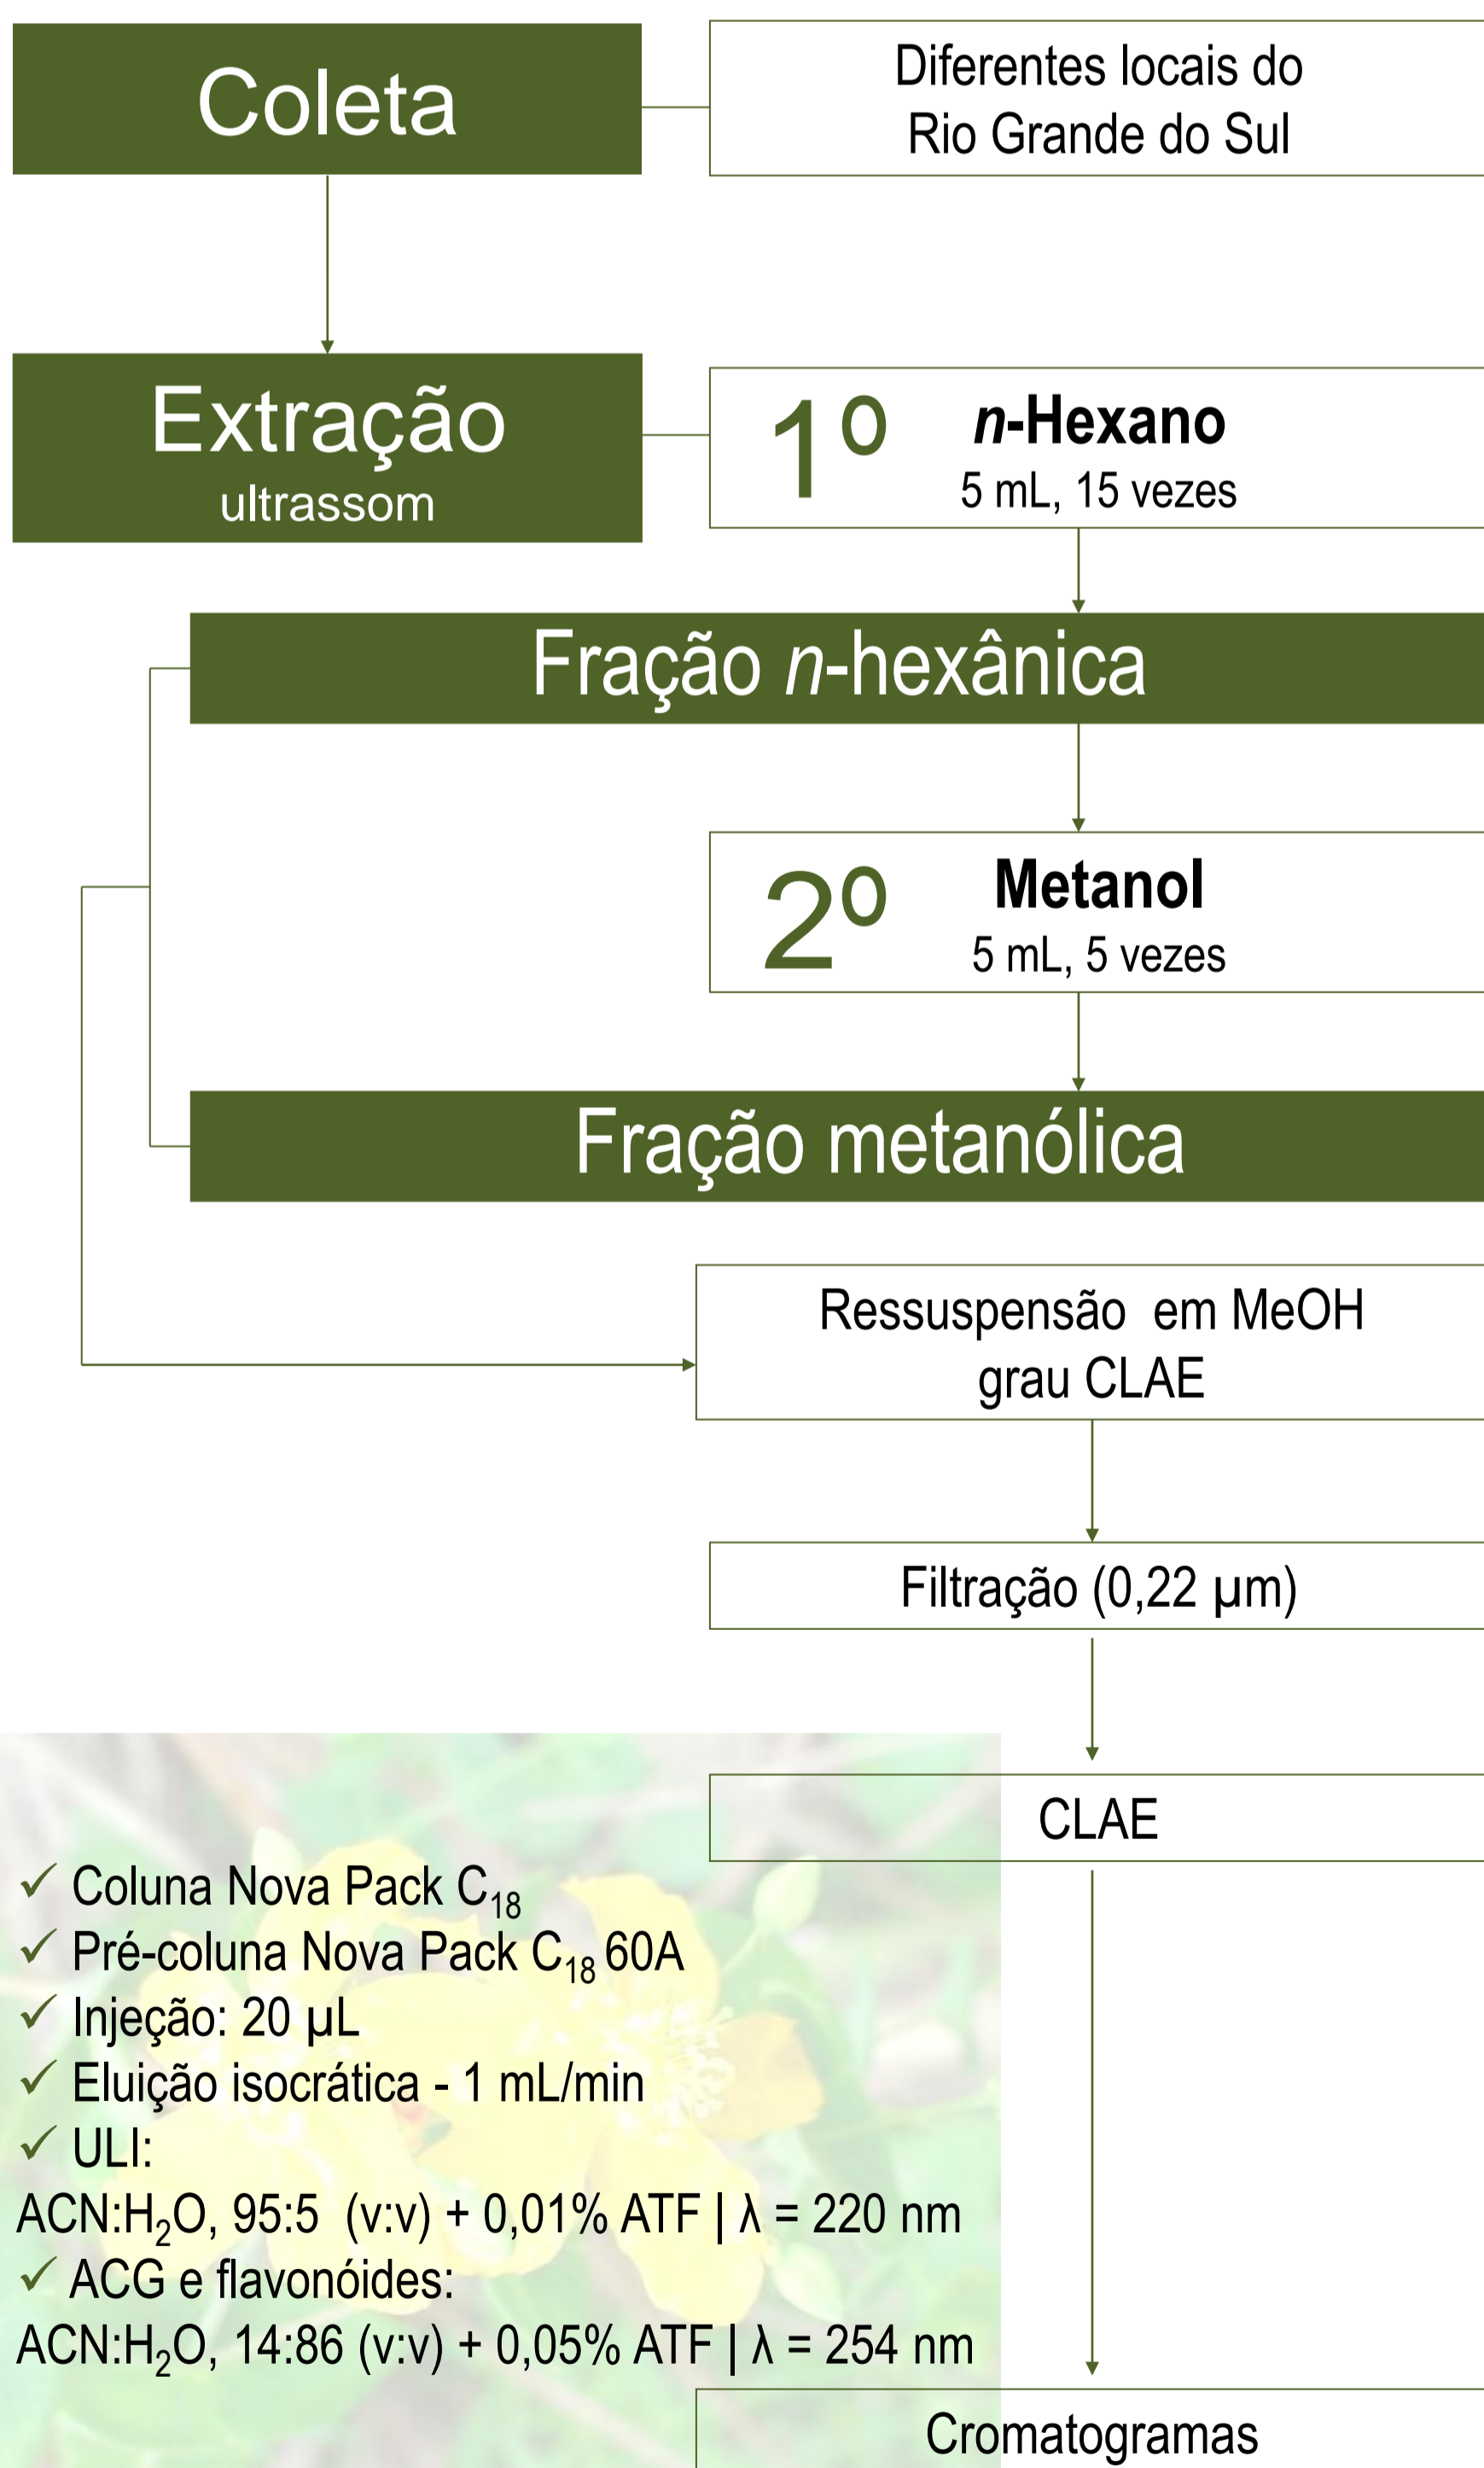 Coleta
Diferentes locais do
Rio Grande do Sul
Extração
ultrassom
1º
n-Hexano
5 mL, 15 vezes
Fração n-hexânica
2º
Metanol
5 mL, 5 vezes
Fração metanólica
Ressuspensão em MeOH
grau CLAE
Filtração (0,22 µm)
CLAE
✓ Coluna Nova Pack C₁₈
✓ Pré-coluna Nova Pack C₁₈ 60A
✓ Injeção: 20 µL
✓ Eluição isocrática - 1 mL/min
✓ ULI:
ACN:H₂O, 95:5 (v:v) + 0,01% ATF | λ = 220 nm
✓ ACG e flavonóides:
ACN:H₂O, 14:86 (v:v) + 0,05% ATF | λ = 254 nm
Cromatogramas